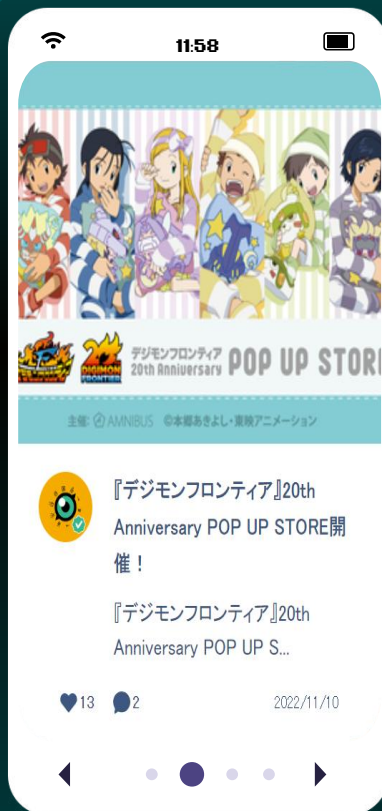 11:58
DIGIMON
FRONTIER
デジモンフロンティア
20th Anniversary
POP UP STOR
主催: AMNIBUS ©本郷あきよし・東映アニメーション
『デジモンフロンティア』20th
Anniversary POP UP STORE開
催！
『デジモンフロンティア』20th
Anniversary POP UP S...
13 2 2022/11/10